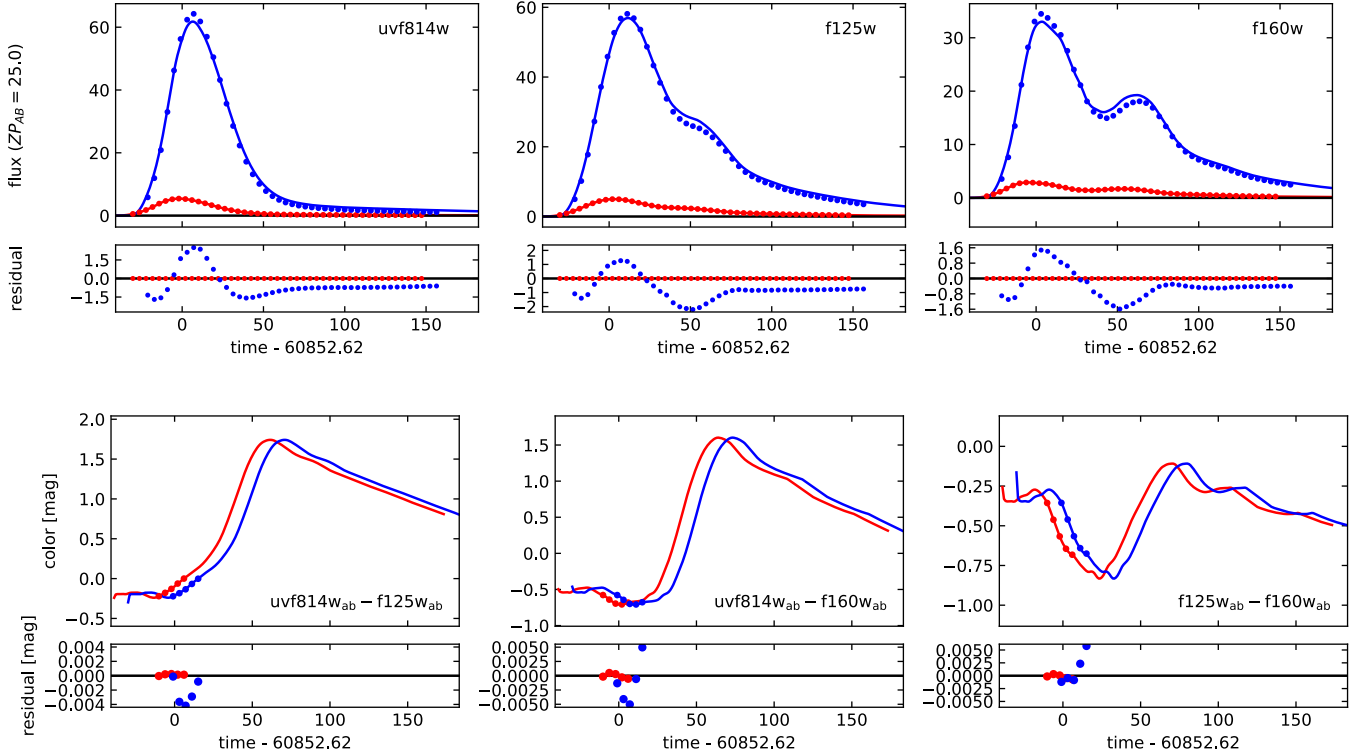 flux (ZP_AB = 25.0)
60
40
20
0
uvf814w
60
40
20
0
f125w
30
20
10
0
f160w
residual
1.5
0.0
−1.5
2
1
0
−1
−2
1.6
0.8
0.0
−0.8
−1.6
0 50 100 150
0 50 100 150
0 50 100 150
time - 60852.62
time - 60852.62
time - 60852.62
color [mag]
2.0
1.5
1.0
0.5
0.0
−0.5
uvf814w_ab − f125w_ab
1.5
1.0
0.5
0.0
−0.5
−1.0
uvf814w_ab − f160w_ab
0.00
−0.25
−0.50
−0.75
−1.00
f125w_ab − f160w_ab
residual [mag]
0.004
0.002
0.000
−0.002
−0.004
0.0050
0.0025
0.0000
−0.0025
−0.0050
0.0050
0.0025
0.0000
−0.0025
−0.0050
0 50 100 150
0 50 100 150
0 50 100 150
time - 60852.62
time - 60852.62
time - 60852.62